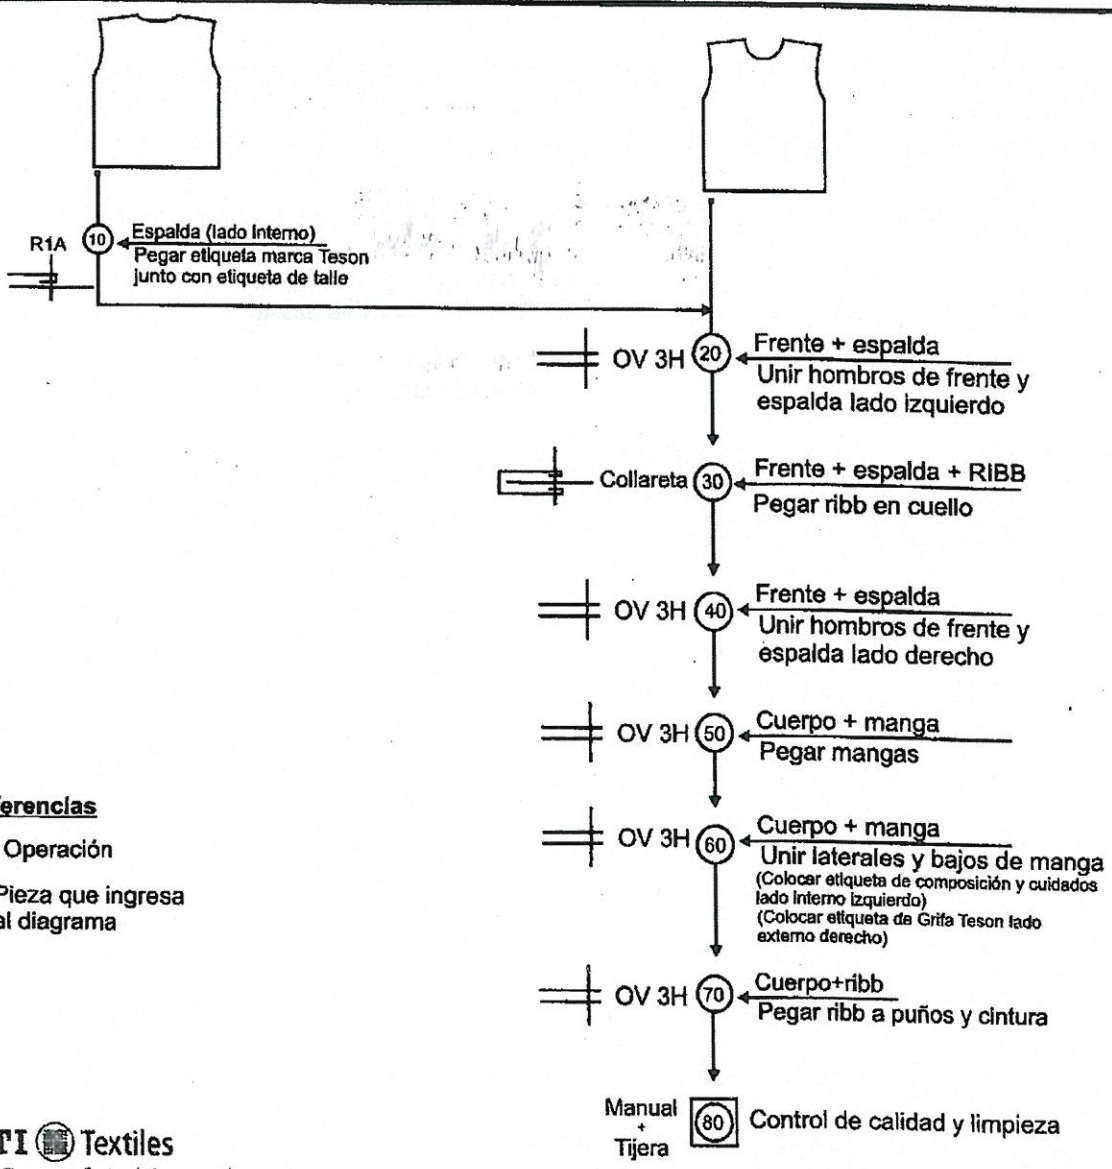 R1A
10
Espalda (lado Interno)
Pegar etiqueta marca Teson
junto con etiqueta de talle
OV 3H
20
Frente + espalda
Unir hombros de frente y
espalda lado izquierdo
Collareta
30
Frente + espalda + RIBB
Pegar ribb en cuello
OV 3H
40
Frente + espalda
Unir hombros de frente y
espalda lado derecho
OV 3H
50
Cuerpo + manga
Pegar mangas
OV 3H
60
Cuerpo + manga
Unir laterales y bajos de manga
(Colocar etiqueta de composición y cuidados
lado interno izquierdo)
(Colocar etiqueta de Grifa Teson lado
externo derecho)
OV 3H
70
Cuerpo+ribb
Pegar ribb a puños y cintura
Manual
+
Tijera
80
Control de calidad y limpieza
ferencias
Operación
Pieza que ingresa
al diagrama
TI Textiles